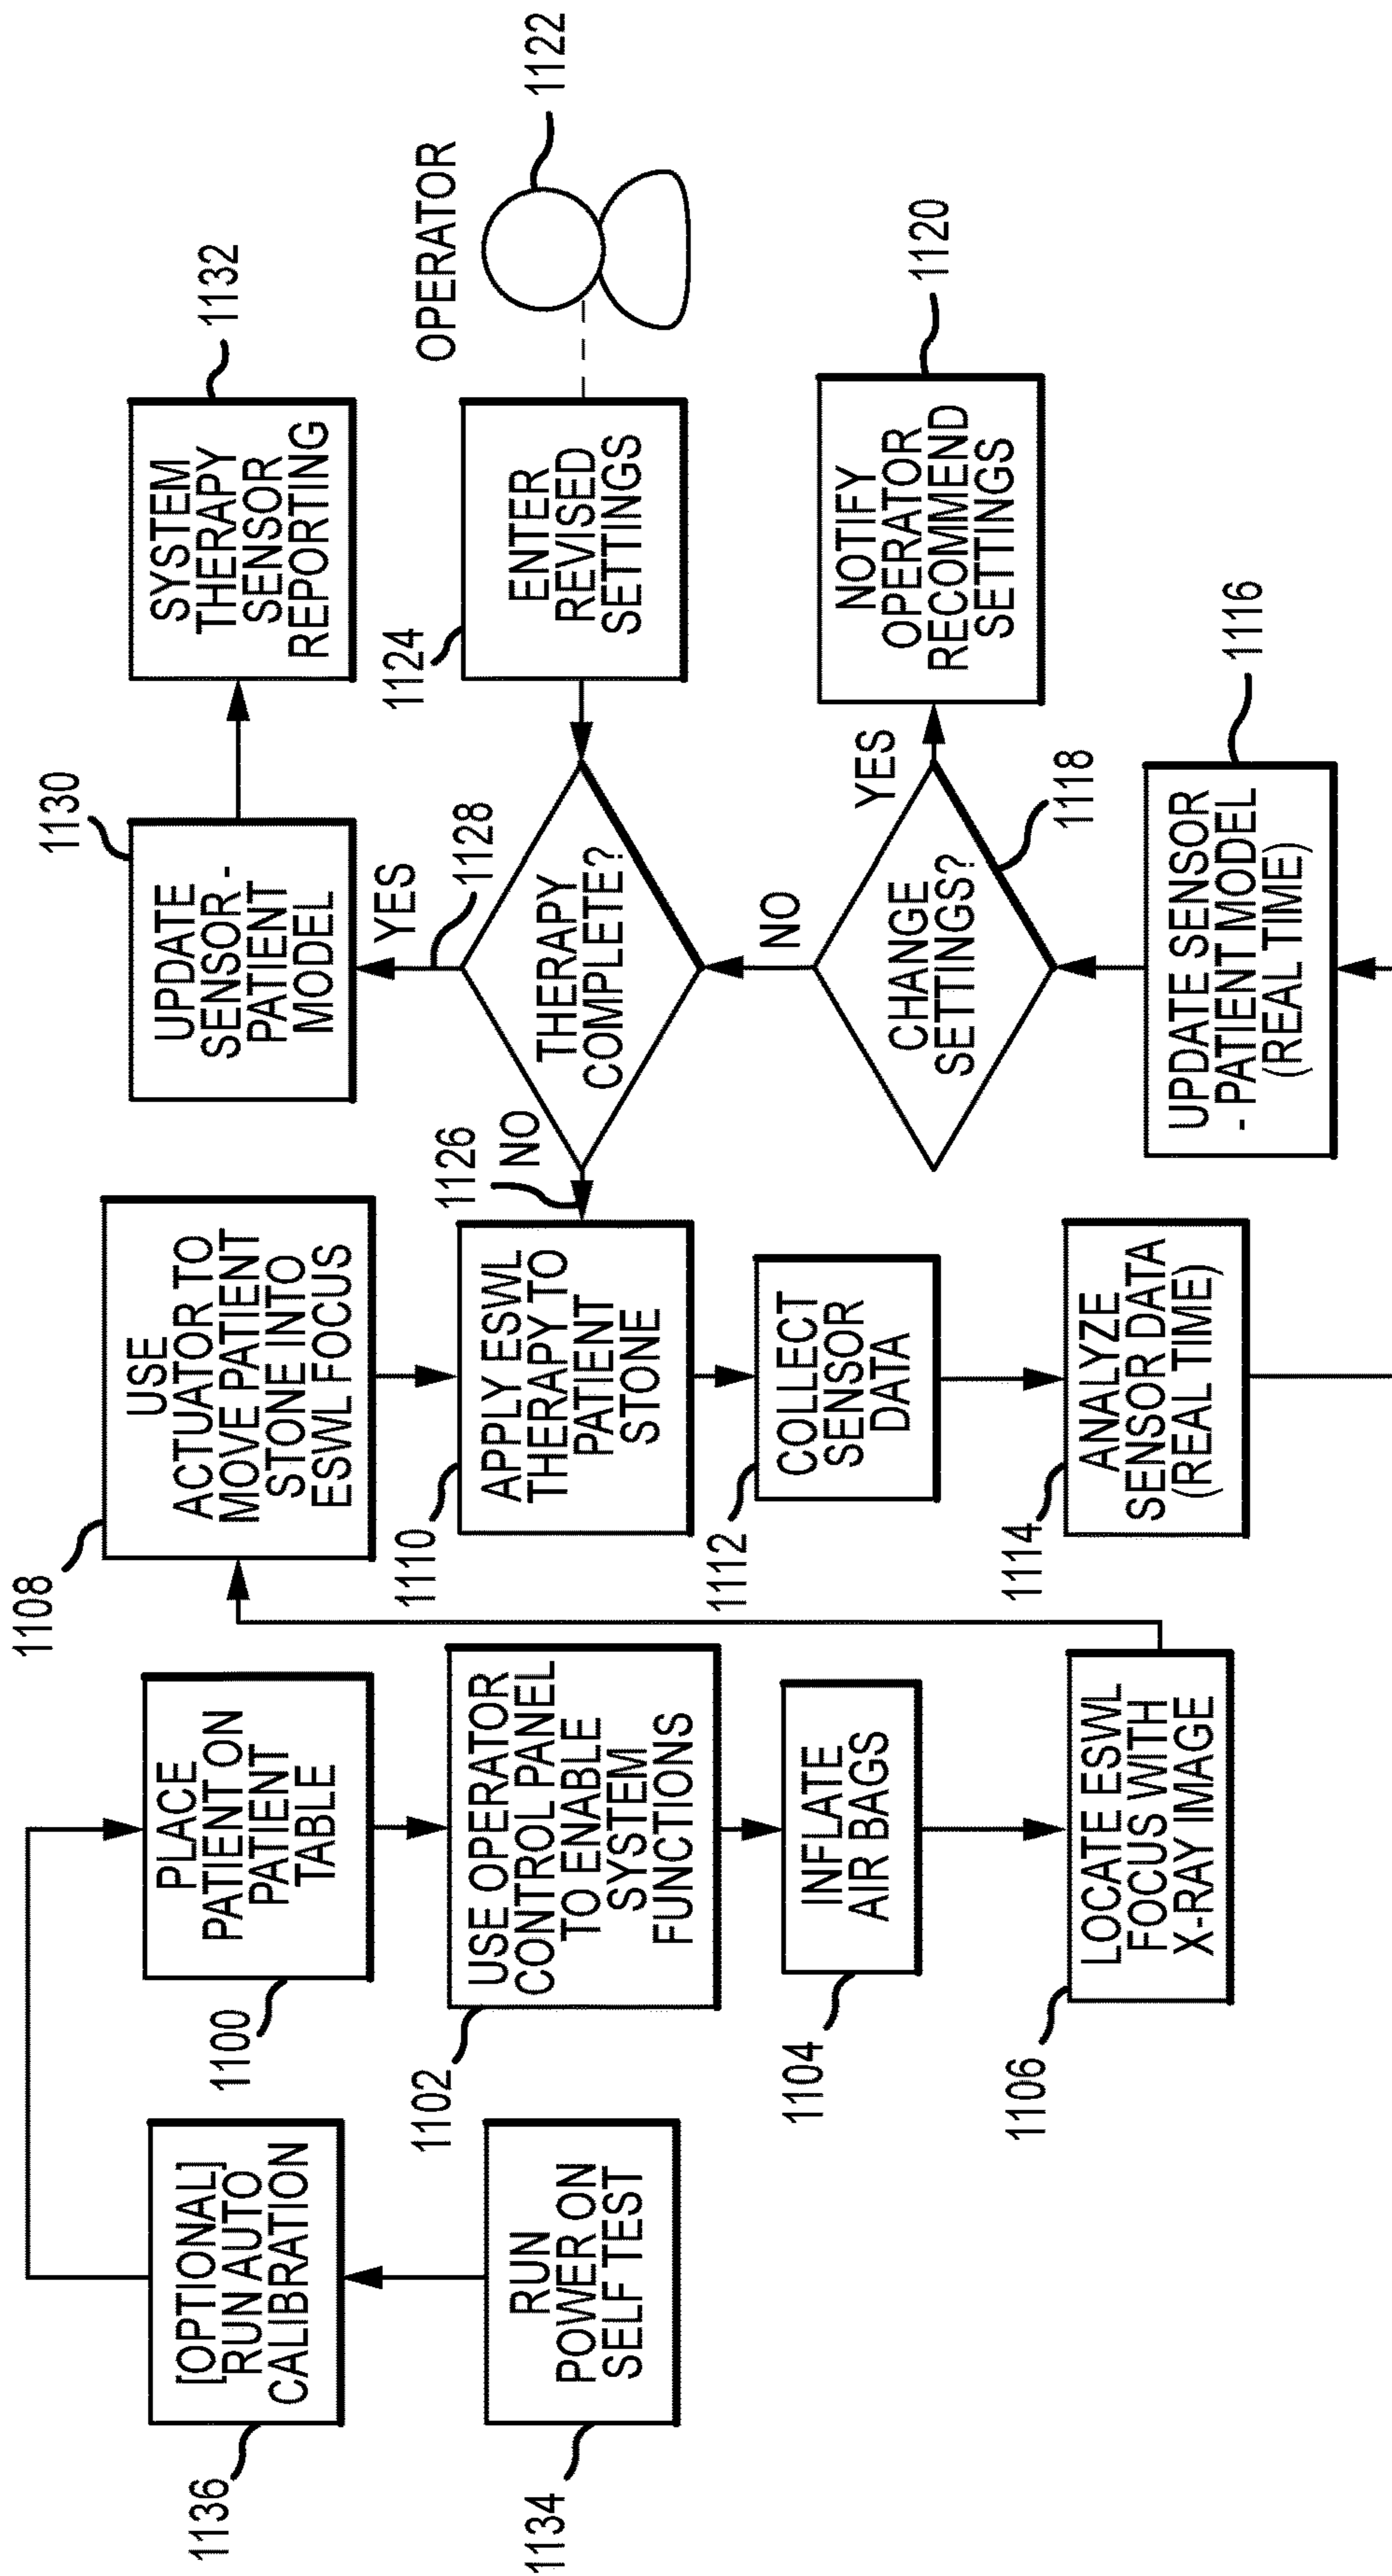 [OPTIONAL]
RUN AUTO
CALIBRATION
1136
RUN
POWER ON
SELF TEST
1134
PLACE
PATIENT ON
PATIENT
TABLE
1100
USE OPERATOR
CONTROL PANEL
TO ENABLE
SYSTEM
FUNCTIONS
1102
INFLATE
AIR BAGS
1104
LOCATE ESWL
FOCUS WITH
X-RAY IMAGE
1106
1108
USE
ACTUATOR TO
MOVE PATIENT
STONE INTO
ESWL FOCUS
APPLY ESWL
THERAPY TO
PATIENT
STONE
1110
COLLECT
SENSOR
DATA
1112
ANALYZE
SENSOR DATA
(REAL TIME)
1114
1130
UPDATE
SENSOR -
PATIENT
MODEL
YES
1128
THERAPY
COMPLETE?
1126
NO
NO
CHANGE
SETTINGS?
YES
1118
UPDATE SENSOR
- PATIENT MODEL
(REAL TIME)
1116
SYSTEM
THERAPY
SENSOR
REPORTING
1132
1124
ENTER
REVISED
SETTINGS
OPERATOR
1122
NOTIFY
OPERATOR
RECOMMEND
SETTINGS
1120